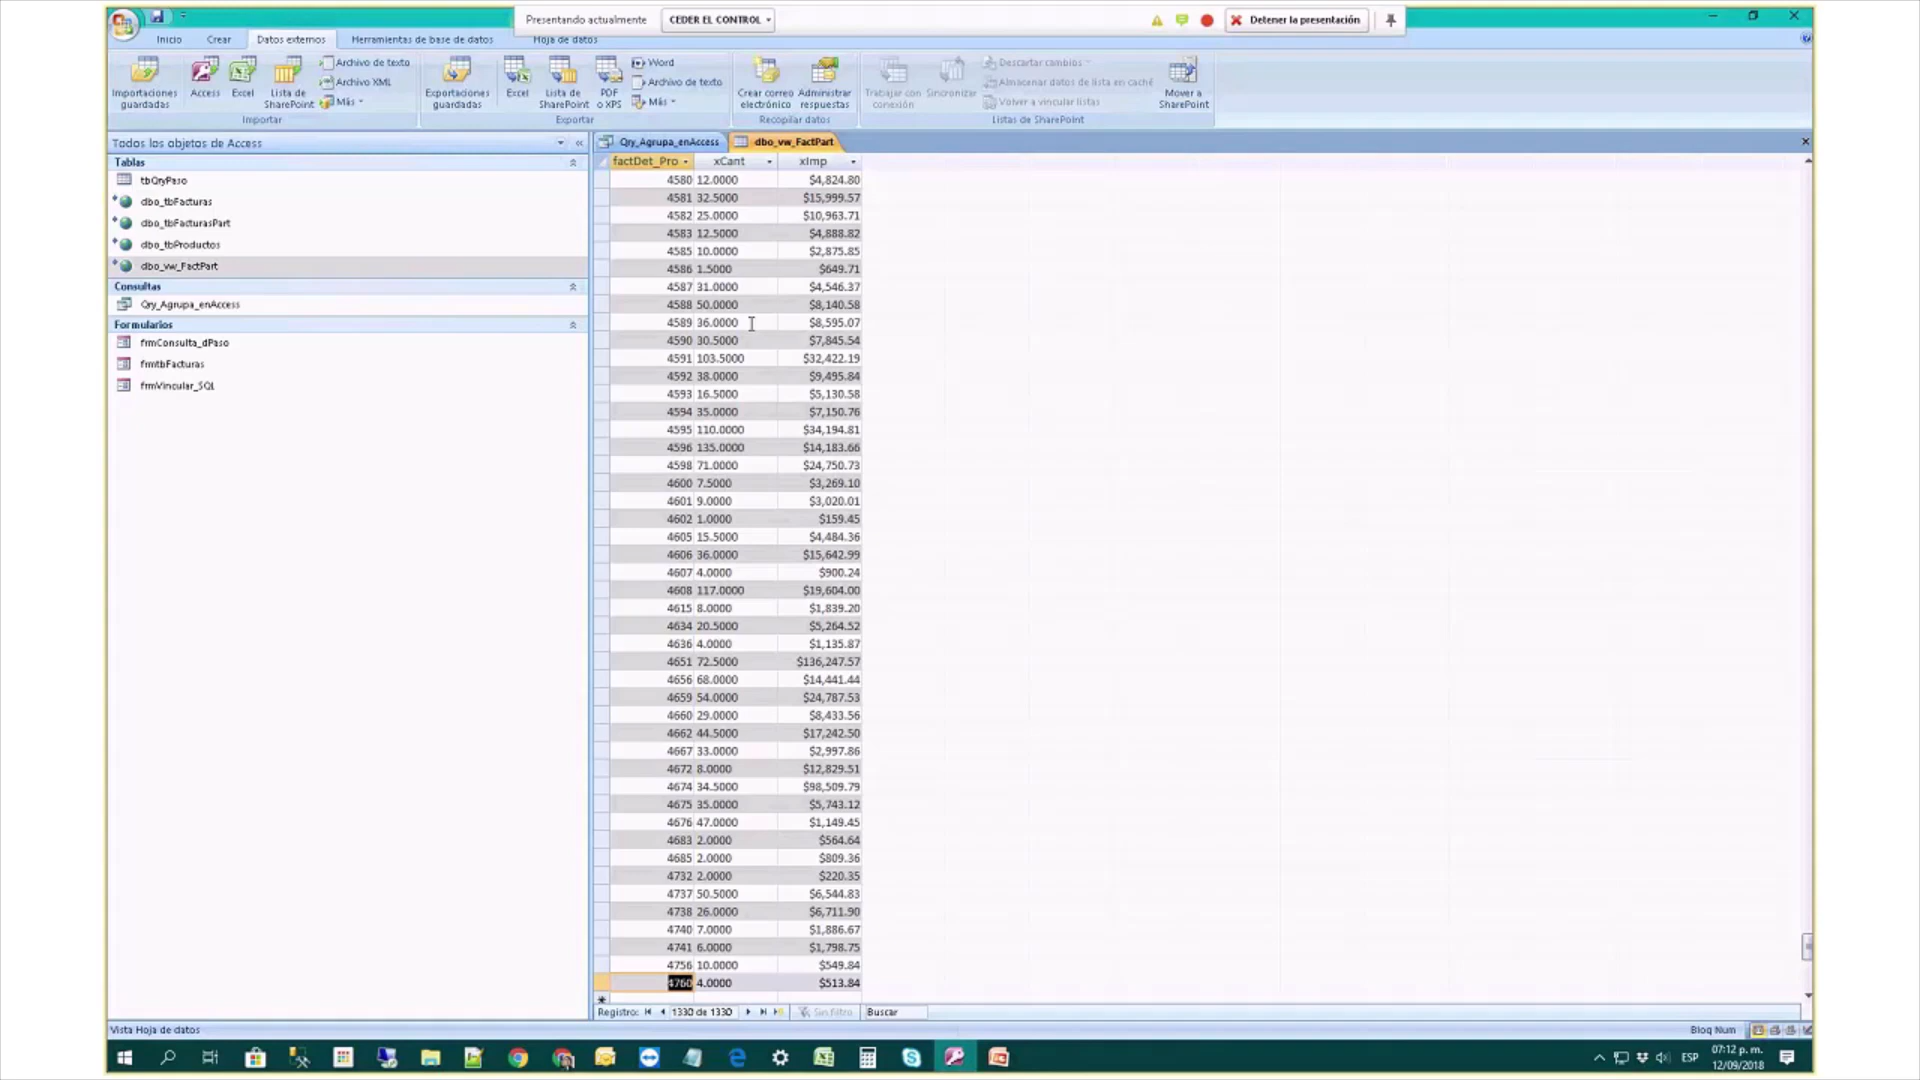 Presentando actualmente CEDER EL CONTROL Detener la presentación
Inicio Crear Datos externos Herramientas de base de datos Hoja de datos
Importaciones guardadas
Access
Excel
Lista de SharePoint
Archivo de texto
Archivo XML
Más
Importar
Exportaciones guardadas
Excel
Lista de SharePoint
PDF o XPS
Word
Archivo de texto
Más
Exportar
Crear correo electrónico
Administrar respuestas
Recopilar datos
Trabajar con conexión
Sincronizar
Descartar cambios
Almacenar datos de lista en caché
Volver a vincular listas
Mover a SharePoint
Listas de SharePoint
Todos los objetos de Access
Tablas
tbQryPaso
dbo_tbFacturas
dbo_tbFacturasPart
dbo_tbProductos
dbo_vw_FactPart
Consultas
Qry_Agrupa_enAccess
Formularios
frmConsulta_dPaso
frmtbFacturas
frmVincular_SQL
Qry_Agrupa_enAccess dbo_vw_FactPart
factDet_Pro xCant xImp
4580 12.0000 $4,824.80
4581 32.5000 $15,999.57
4582 25.0000 $10,963.71
4583 12.5000 $4,888.82
4585 10.0000 $2,875.85
4586 1.5000 $649.71
4587 31.0000 $4,546.37
4588 50.0000 $8,140.58
4589 36.0000 $8,595.07
4590 30.5000 $7,845.54
4591 103.5000 $32,422.19
4592 38.0000 $9,495.84
4593 16.5000 $5,130.58
4594 35.0000 $7,150.76
4595 110.0000 $34,194.81
4596 135.0000 $14,183.66
4598 71.0000 $24,750.73
4600 7.5000 $3,269.10
4601 9.0000 $3,020.01
4602 1.0000 $159.45
4605 15.5000 $4,484.36
4606 36.0000 $15,642.99
4607 4.0000 $900.24
4608 117.0000 $19,604.00
4615 8.0000 $1,839.20
4634 20.5000 $5,264.52
4636 4.0000 $1,135.87
4651 72.5000 $136,247.57
4656 68.0000 $14,441.44
4659 54.0000 $24,787.53
4660 29.0000 $8,433.56
4662 44.5000 $17,242.50
4667 33.0000 $2,997.86
4672 8.0000 $12,829.51
4674 34.5000 $98,509.79
4675 35.0000 $5,743.12
4676 47.0000 $1,149.45
4683 2.0000 $564.64
4685 2.0000 $809.36
4732 2.0000 $220.35
4737 50.5000 $6,544.83
4738 26.0000 $6,711.90
4740 7.0000 $1,886.67
4741 6.0000 $1,798.75
4756 10.0000 $549.84
4760 4.0000 $513.84
Registro: 1330 de 1330 Sin filtro Buscar
Vista Hoja de datos Bloq Num
ESP 07:12 p. m.
12/09/2018